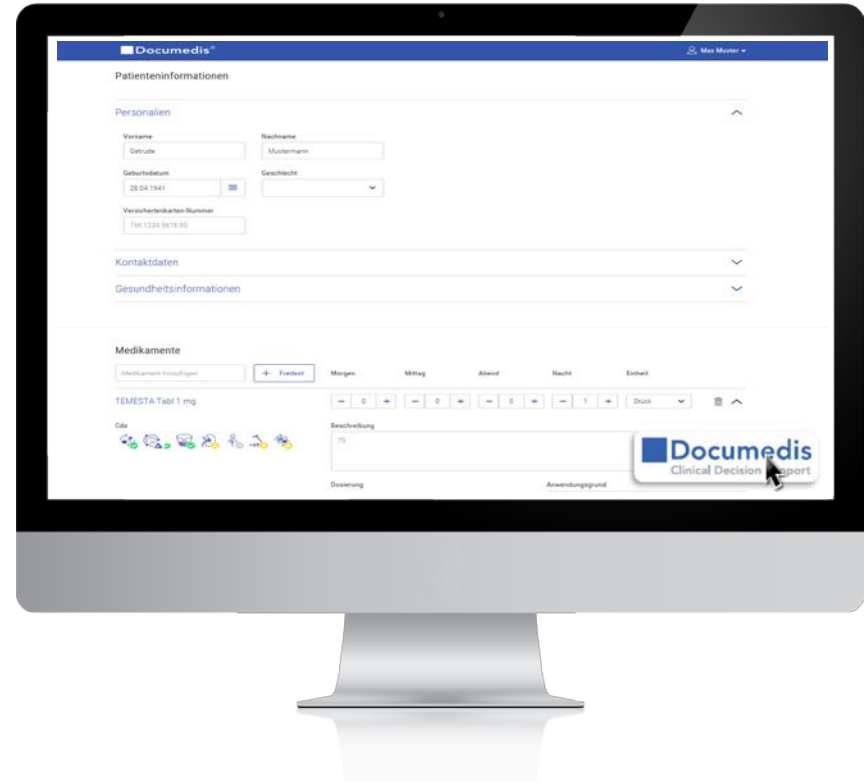 Documedis®
Max Muster
Patienteninformationen
Personalien
Vorname Nachname
Getrude Mustermann
Geburtsdatum Geschlecht
28.04.1941
Versichertenkarten-Nummer
Kontaktdaten
Gesundheitsinformationen
Medikamente
Medikament hinzufügen + Freitext Morgen Mittag Abend Nacht Einheit
TEMESTA Tabl 1 mg - 0 + - 0 + - 0 + - 1 + Stück
Cds Beschreibung
Documedis
Clinical Decision
Dosierung Anwendungsgrund